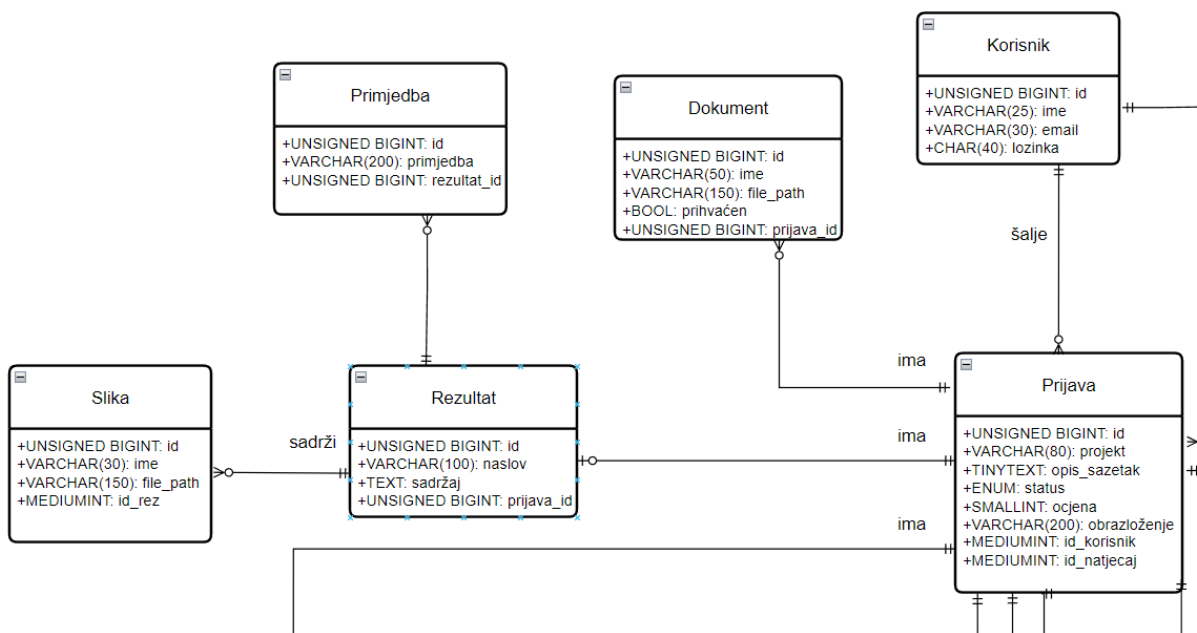 Korisnik
+UNSIGNED BIGINT: id
+VARCHAR(25): ime
+VARCHAR(30): email
+CHAR(40): lozinka
Primjedba
+UNSIGNED BIGINT: id
+VARCHAR(200): primjedba
+UNSIGNED BIGINT: rezultat_id
Dokument
+UNSIGNED BIGINT: id
+VARCHAR(50): ime
+VARCHAR(150): file_path
+BOOL: prihvaćen
+UNSIGNED BIGINT: prijava_id
šalje
Slika
+UNSIGNED BIGINT: id
+VARCHAR(30): ime
+VARCHAR(150): file_path
+MEDIUMINT: id_rez
sadrži
Rezultat
+UNSIGNED BIGINT: id
+VARCHAR(100): naslov
+TEXT: sadržaj
+UNSIGNED BIGINT: prijava_id
ima
ima
ima
Prijava
+UNSIGNED BIGINT: id
+VARCHAR(80): projekt
+TINYTEXT: opis_sazetak
+ENUM: status
+SMALLINT: ocjena
+VARCHAR(200): obrazloženje
+MEDIUMINT: id_korisnik
+MEDIUMINT: id_natjecaj